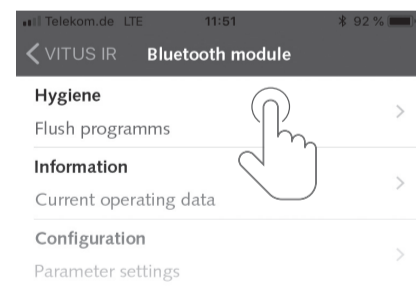 Telekom.de LTE 11:51 92 %
VITUS IR Bluetooth module
Hygiene
Flush programms
Information
Current operating data
Configuration
Parameter settings